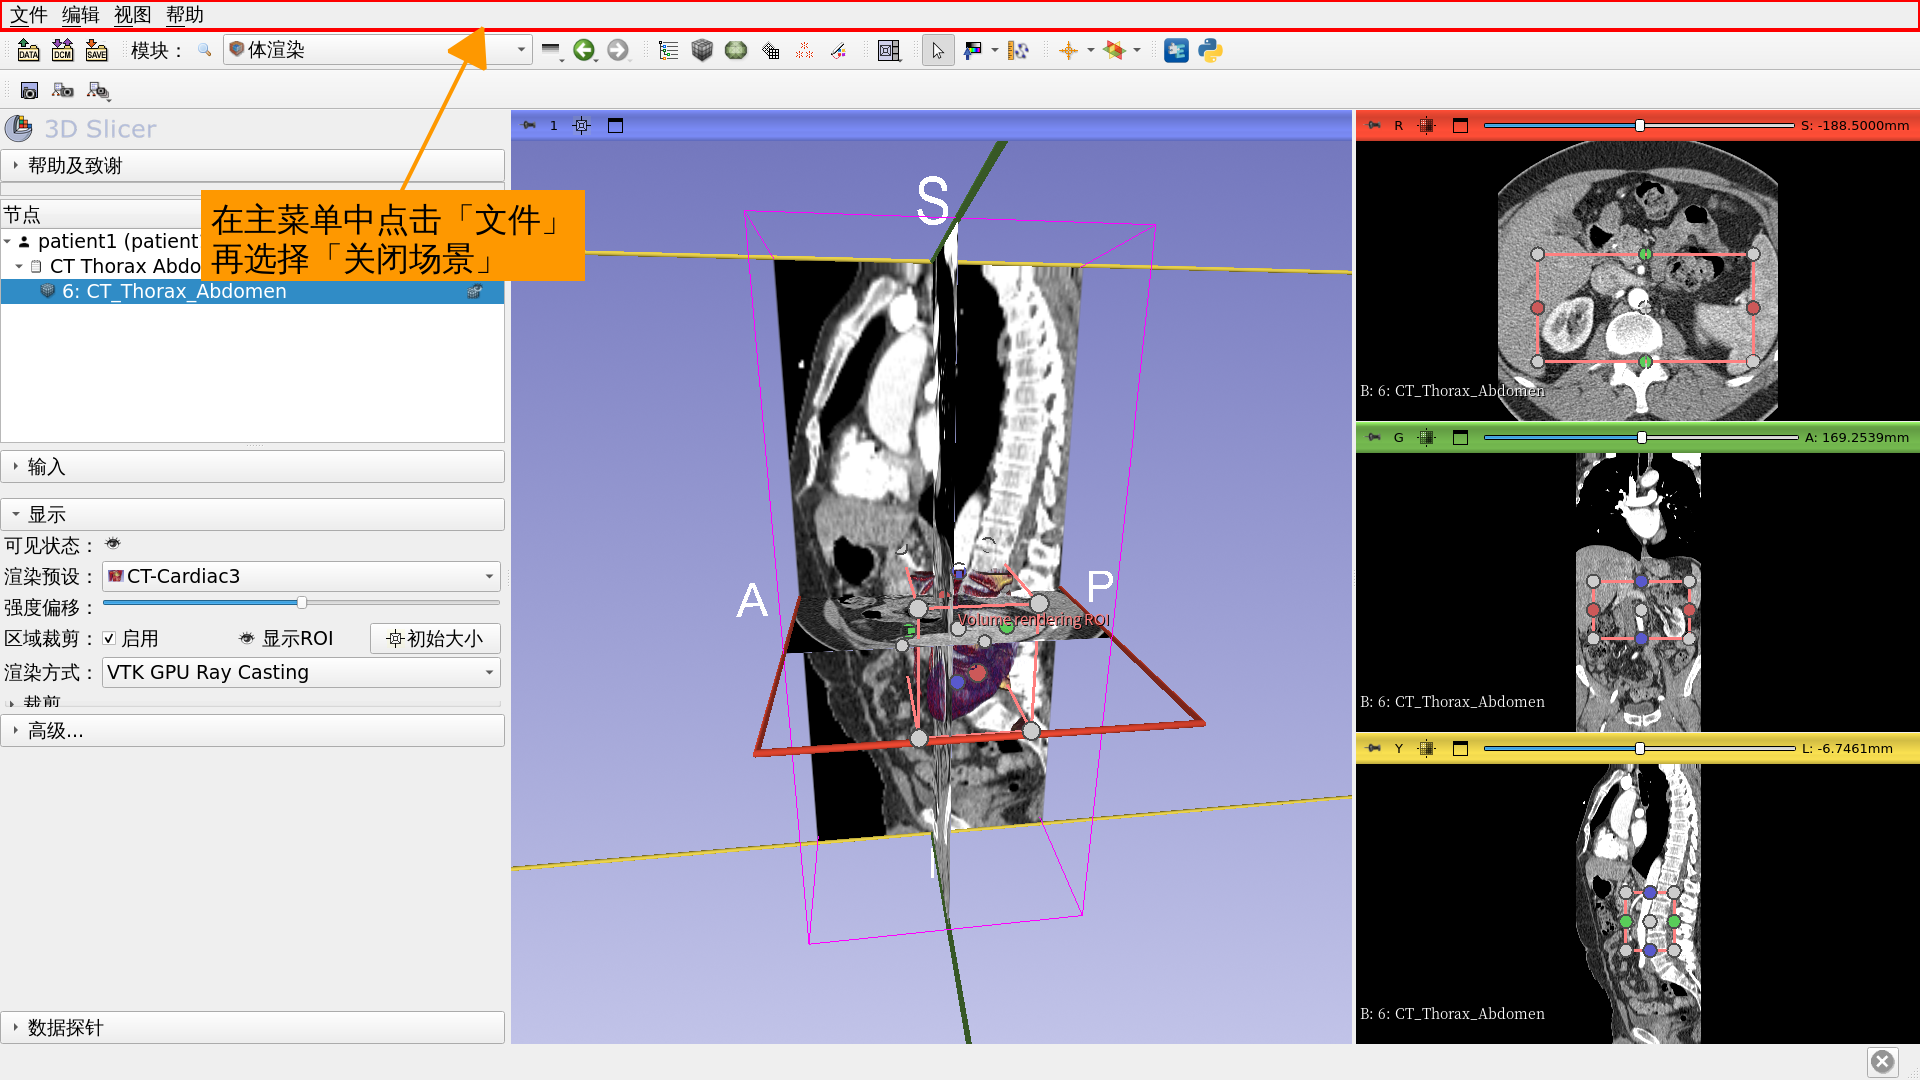 文件 编辑 视图 帮助
DATA DCM SAVE 模块： 体渲染
3D Slicer
帮助及致谢
节点
patient1 (patient
CT Thorax Abdo
6: CT_Thorax_Abdomen
在主菜单中点击「文件」
再选择「关闭场景」
输入
显示
可见状态：
渲染预设： CT-Cardiac3
强度偏移：
区域裁剪： 启用 显示ROI 初始大小
渲染方式： VTK GPU Ray Casting
裁剪
高级...
数据探针
1
S
A
P
I
Volume rendering ROI
R S: -188.5000mm
B: 6: CT_Thorax_Abdomen
G A: 169.2539mm
B: 6: CT_Thorax_Abdomen
Y L: -6.7461mm
B: 6: CT_Thorax_Abdomen